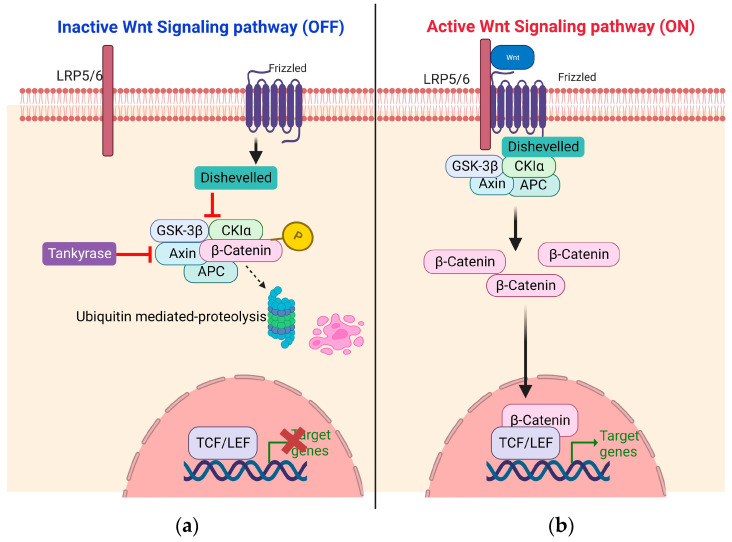 Inactive Wnt Signaling pathway (OFF)
LRP5/6
Frizzled
Dishevelled
GSK-3β
CKIα
P
Tankyrase
Axin
β-Catenin
APC
Ubiquitin mediated-proteolysis
TCF/LEF
Target
genes
(a)
Active Wnt Signaling pathway (ON)
Wnt
LRP5/6
Frizzled
Dishevelled
GSK-3β
CKIα
Axin
APC
β-Catenin
β-Catenin
β-Catenin
β-Catenin
TCF/LEF
Target
genes
(b)